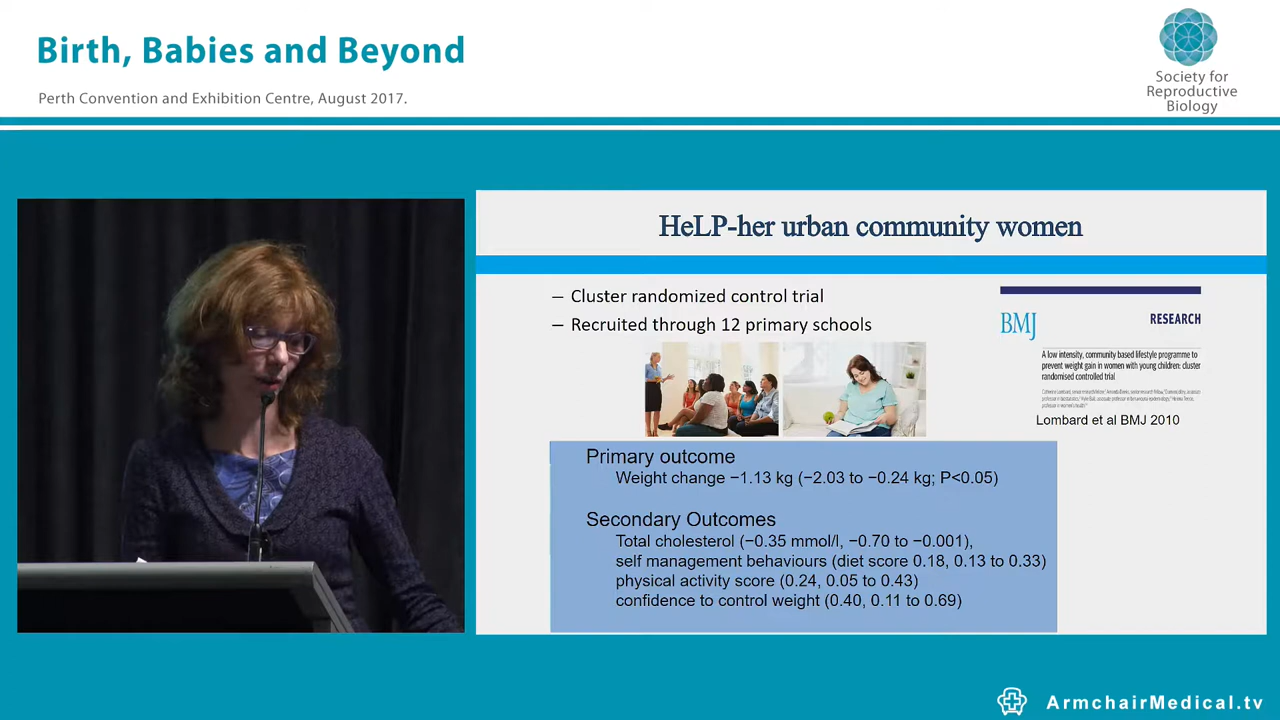 Birth, Babies and Beyond
Perth Convention and Exhibition Centre, August 2017.
Society for
Reproductive
Biology
HeLP-her urban community women
– Cluster randomized control trial
– Recruited through 12 primary schools
BMJ
RESEARCH
A low intensity, community based lifestyle programme to
prevent weight gain in women with young children: cluster
randomised controlled trial
Lombard et al BMJ 2010
Primary outcome
Weight change −1.13 kg (−2.03 to −0.24 kg; P<0.05)
Secondary Outcomes
Total cholesterol (−0.35 mmol/l, −0.70 to −0.001),
self management behaviours (diet score 0.18, 0.13 to 0.33)
physical activity score (0.24, 0.05 to 0.43)
confidence to control weight (0.40, 0.11 to 0.69)
ArmchairMedical.tv